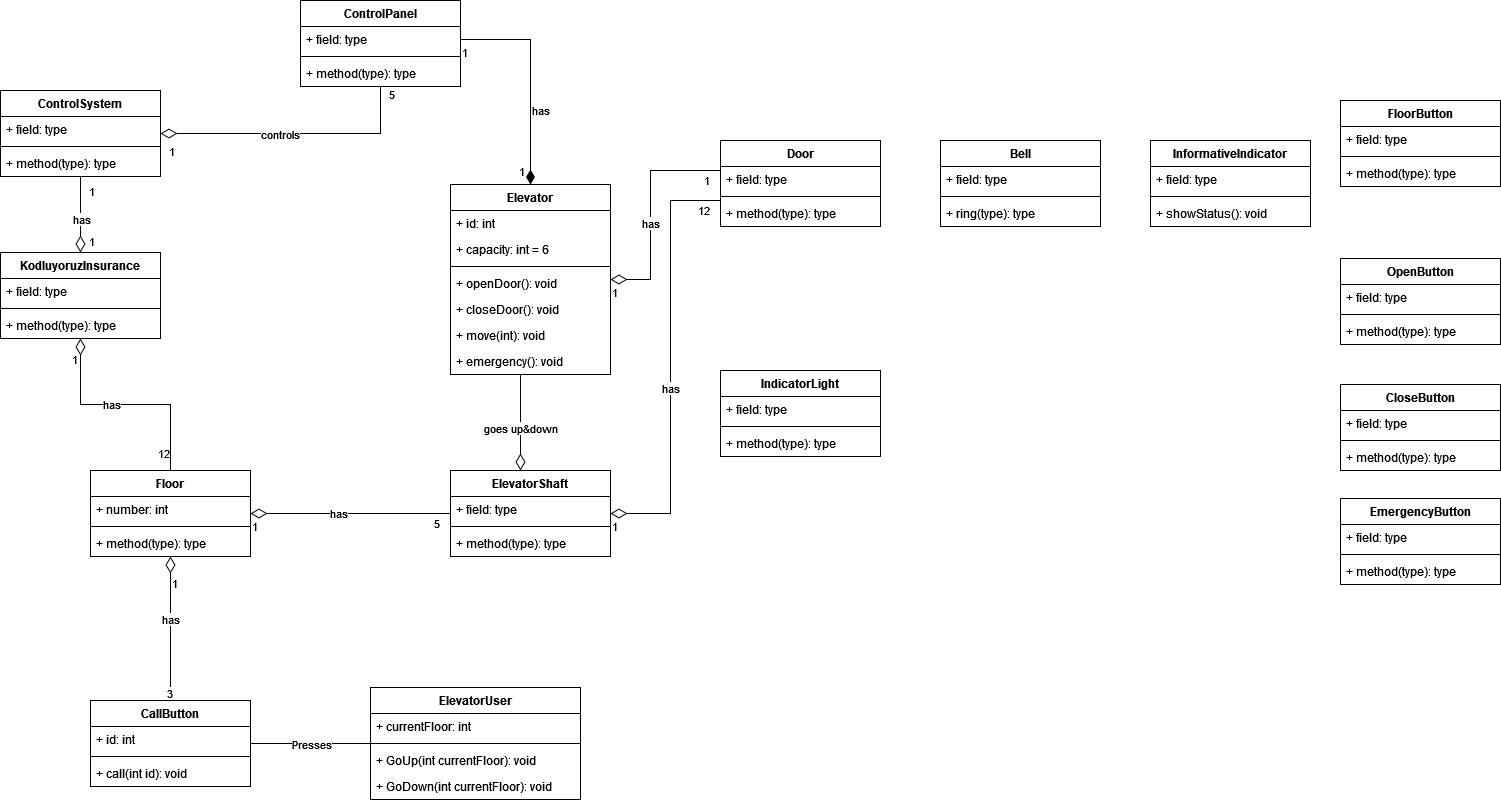 ControlPanel
+ field: type
+ method(type): type
1
5
has
1
ControlSystem
+ field: type
+ method(type): type
controls
1
1
has
1
KodluyoruzInsurance
+ field: type
+ method(type): type
1
has
12
Elevator
+ id: int
+ capacity: int = 6
+ openDoor(): void
+ closeDoor(): void
+ move(int): void
+ emergency(): void
1
has
1
12
Door
+ field: type
+ method(type): type
Bell
+ field: type
+ ring(type): type
InformativeIndicator
+ field: type
+ showStatus(): void
FloorButton
+ field: type
+ method(type): type
OpenButton
+ field: type
+ method(type): type
IndicatorLight
+ field: type
+ method(type): type
CloseButton
+ field: type
+ method(type): type
EmergencyButton
+ field: type
+ method(type): type
goes up&down
has
Floor
+ number: int
+ method(type): type
1
has
5
ElevatorShaft
+ field: type
+ method(type): type
1
1
has
3
CallButton
+ id: int
+ call(int id): void
Presses
ElevatorUser
+ currentFloor: int
+ GoUp(int currentFloor): void
+ GoDown(int currentFloor): void